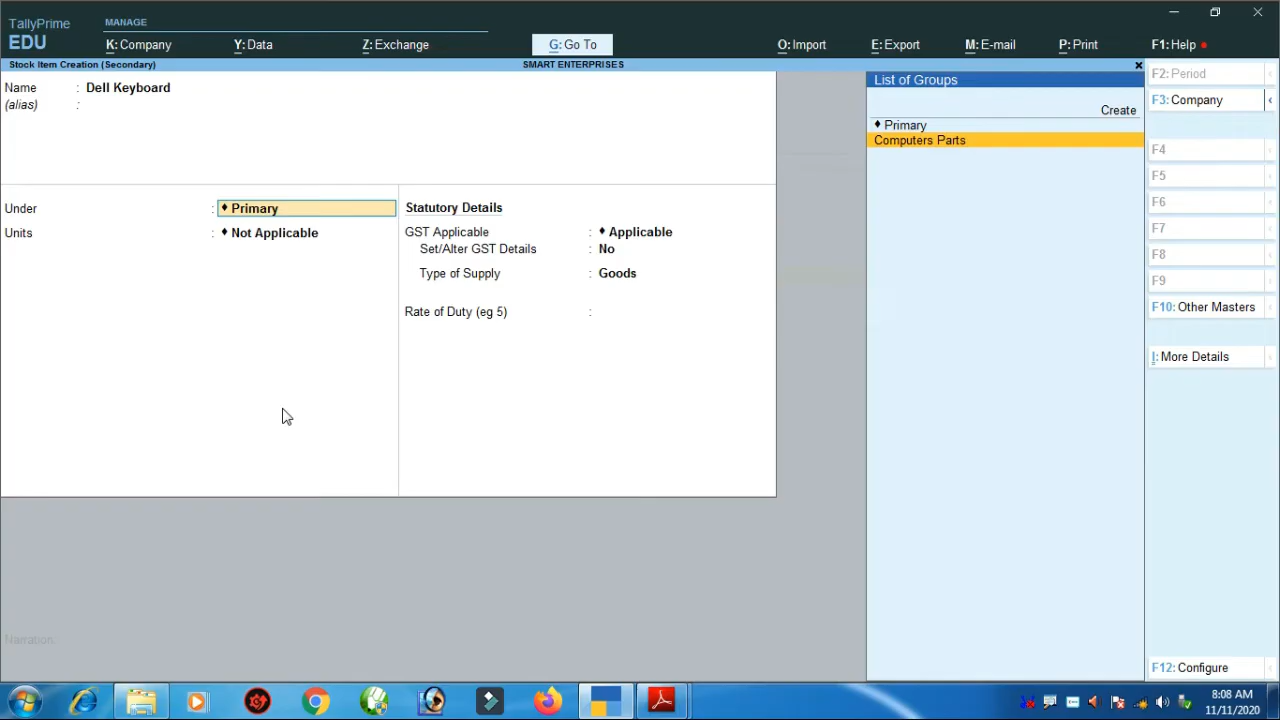 TallyPrime
EDU
MANAGE
K: Company
Y: Data
Z: Exchange
G: Go To
O: Import
E: Export
M: E-mail
P: Print
F1: Help
Stock Item Creation (Secondary)
SMART ENTERPRISES
Name : Dell Keyboard
(alias) :
Under : ♦ Primary
Units : ♦ Not Applicable
Statutory Details
GST Applicable : ♦ Applicable
Set/Alter GST Details : No
Type of Supply : Goods
Rate of Duty (eg 5) :
Narration:
List of Groups
Create
♦ Primary
Computers Parts
F2: Period
F3: Company
F4
F5
F6
F7
F8
F9
F10: Other Masters
I: More Details
F12: Configure
8:08 AM
11/11/2020